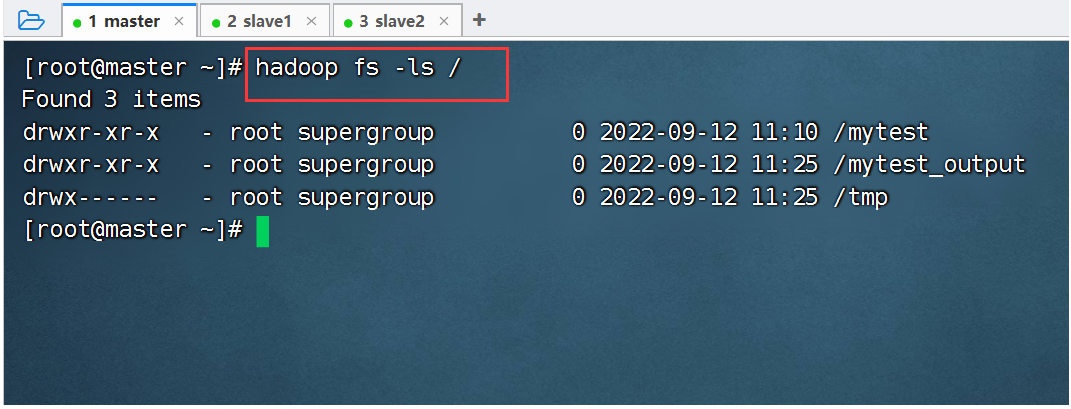 1 master × 2 slave1 × 3 slave2 × +
[root@master ~]# hadoop fs -ls /
Found 3 items
drwxr-xr-x   - root supergroup          0 2022-09-12 11:10 /mytest
drwxr-xr-x   - root supergroup          0 2022-09-12 11:25 /mytest_output
drwx------   - root supergroup          0 2022-09-12 11:25 /tmp
[root@master ~]#